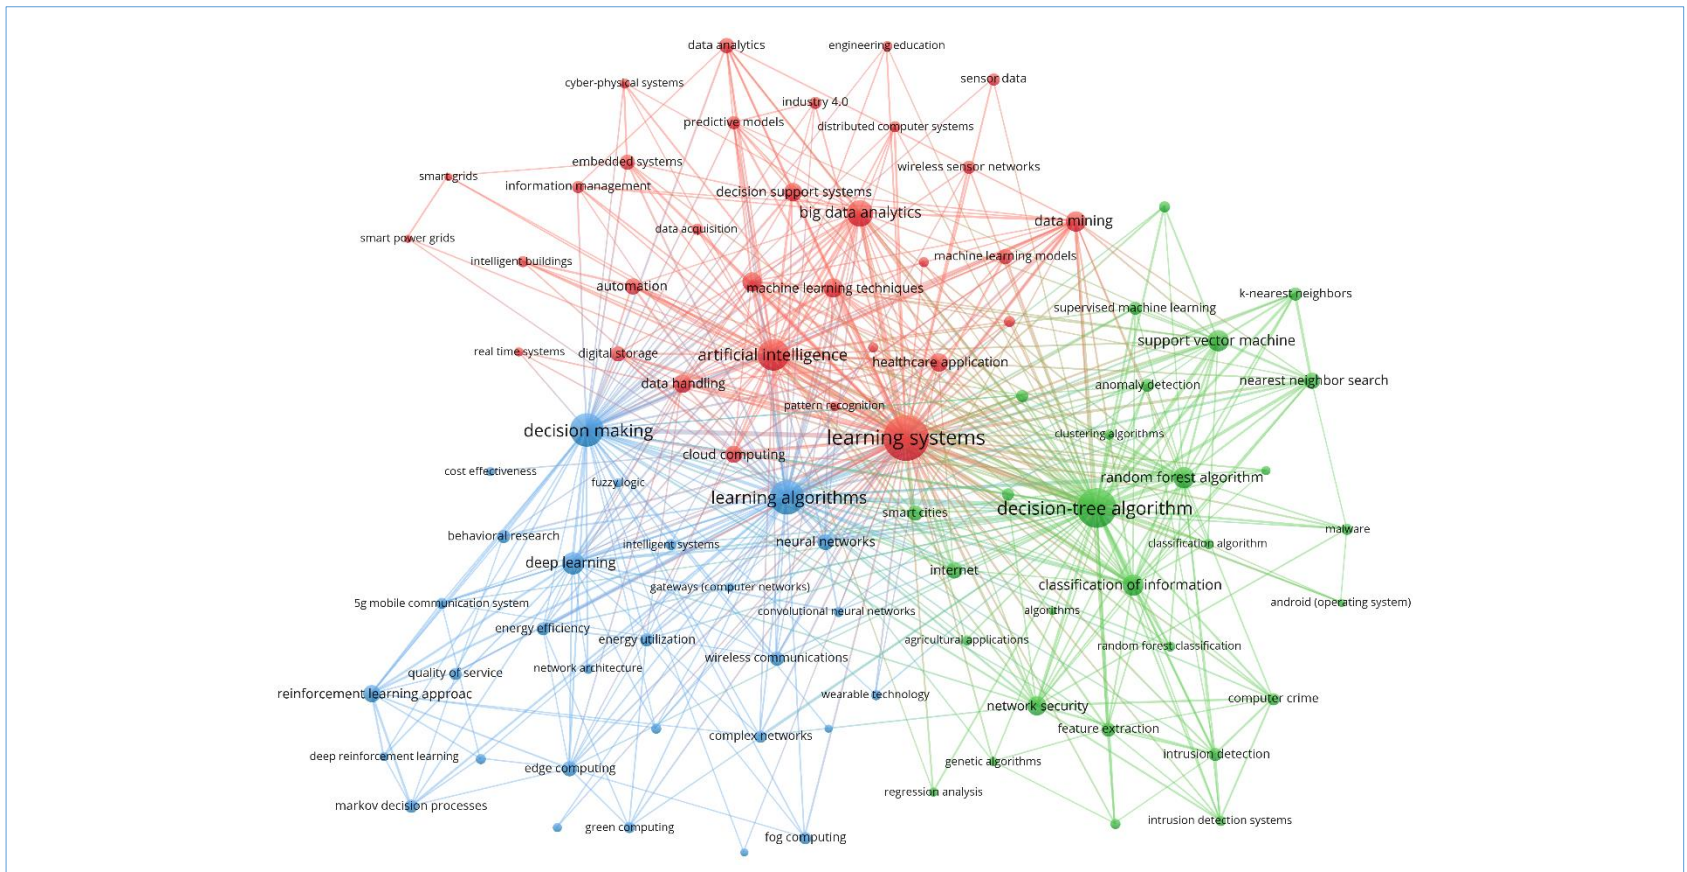 data analytics
engineering education
cyber-physical systems
sensor data
industry 4.0
predictive models
distributed computer systems
embedded systems
wireless sensor networks
smart grids
information management
decision support systems
big data analytics
data mining
data acquisition
smart power grids
intelligent buildings
machine learning models
automation
machine learning techniques
k-nearest neighbors
supervised machine learning
support vector machine
real time systems
digital storage
artificial intelligence
healthcare application
data handling
anomaly detection
nearest neighbor search
pattern recognition
decision making
learning systems
clustering algorithms
cloud computing
cost effectiveness
fuzzy logic
random forest algorithm
learning algorithms
smart cities
decision-tree algorithm
behavioral research
intelligent systems
neural networks
classification algorithm
malware
deep learning
internet
gateways (computer networks)
classification of information
5g mobile communication system
convolutional neural networks
algorithms
android (operating system)
energy efficiency
energy utilization
agricultural applications
random forest classification
network architecture
wireless communications
quality of service
reinforcement learning approac
wearable technology
computer crime
network security
complex networks
feature extraction
deep reinforcement learning
edge computing
genetic algorithms
intrusion detection
markov decision processes
regression analysis
green computing
fog computing
intrusion detection systems